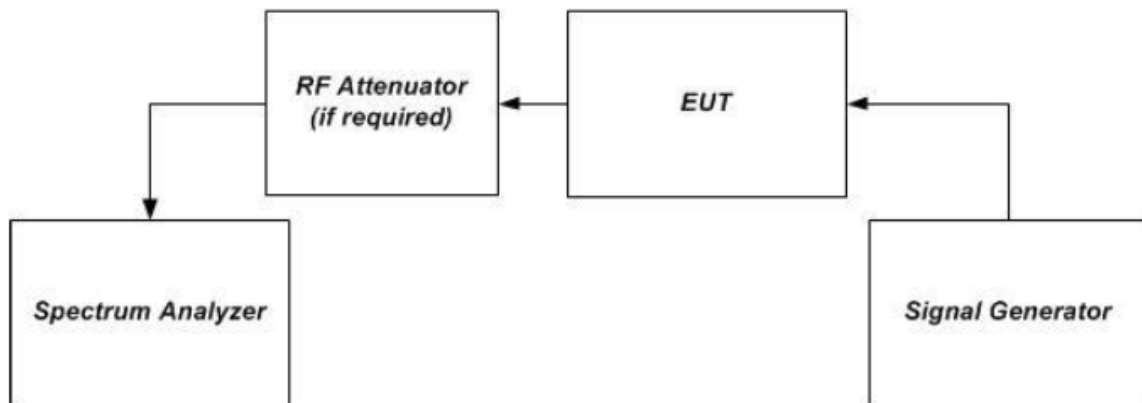 RF Attenuator
(if required)
EUT
Spectrum Analyzer
Signal Generator